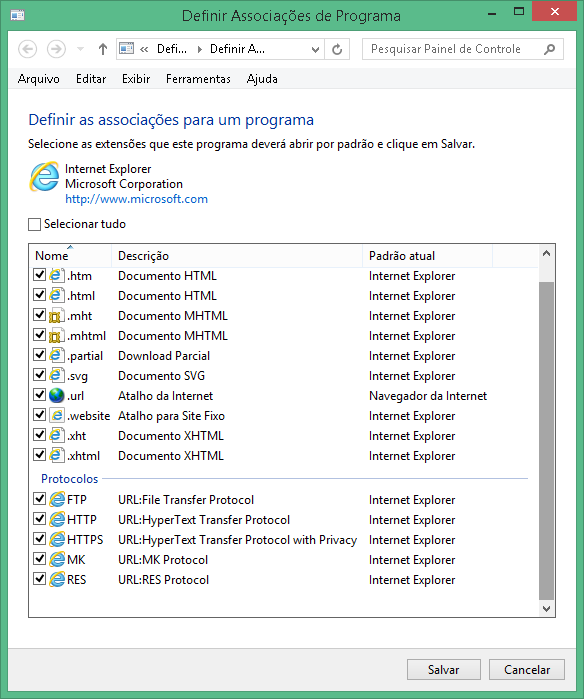 Definir Associações de Programa
« Defini... Definir A... Pesquisar Painel de Controle
Arquivo Editar Exibir Ferramentas Ajuda
Definir as associações para um programa
Selecione as extensões que este programa deverá abrir por padrão e clique em Salvar.
Internet Explorer
Microsoft Corporation
http://www.microsoft.com
Selecionar tudo
Nome Descrição Padrão atual
.htm Documento HTML Internet Explorer
.html Documento HTML Internet Explorer
.mht Documento MHTML Internet Explorer
.mhtml Documento MHTML Internet Explorer
.partial Download Parcial Internet Explorer
.svg Documento SVG Internet Explorer
.url Atalho da Internet Navegador da Internet
.website Atalho para Site Fixo Internet Explorer
.xht Documento XHTML Internet Explorer
.xhtml Documento XHTML Internet Explorer
Protocolos
FTP URL:File Transfer Protocol Internet Explorer
HTTP URL:HyperText Transfer Protocol Internet Explorer
HTTPS URL:HyperText Transfer Protocol with Privacy Internet Explorer
MK URL:MK Protocol Internet Explorer
RES URL:RES Protocol Internet Explorer
Salvar Cancelar